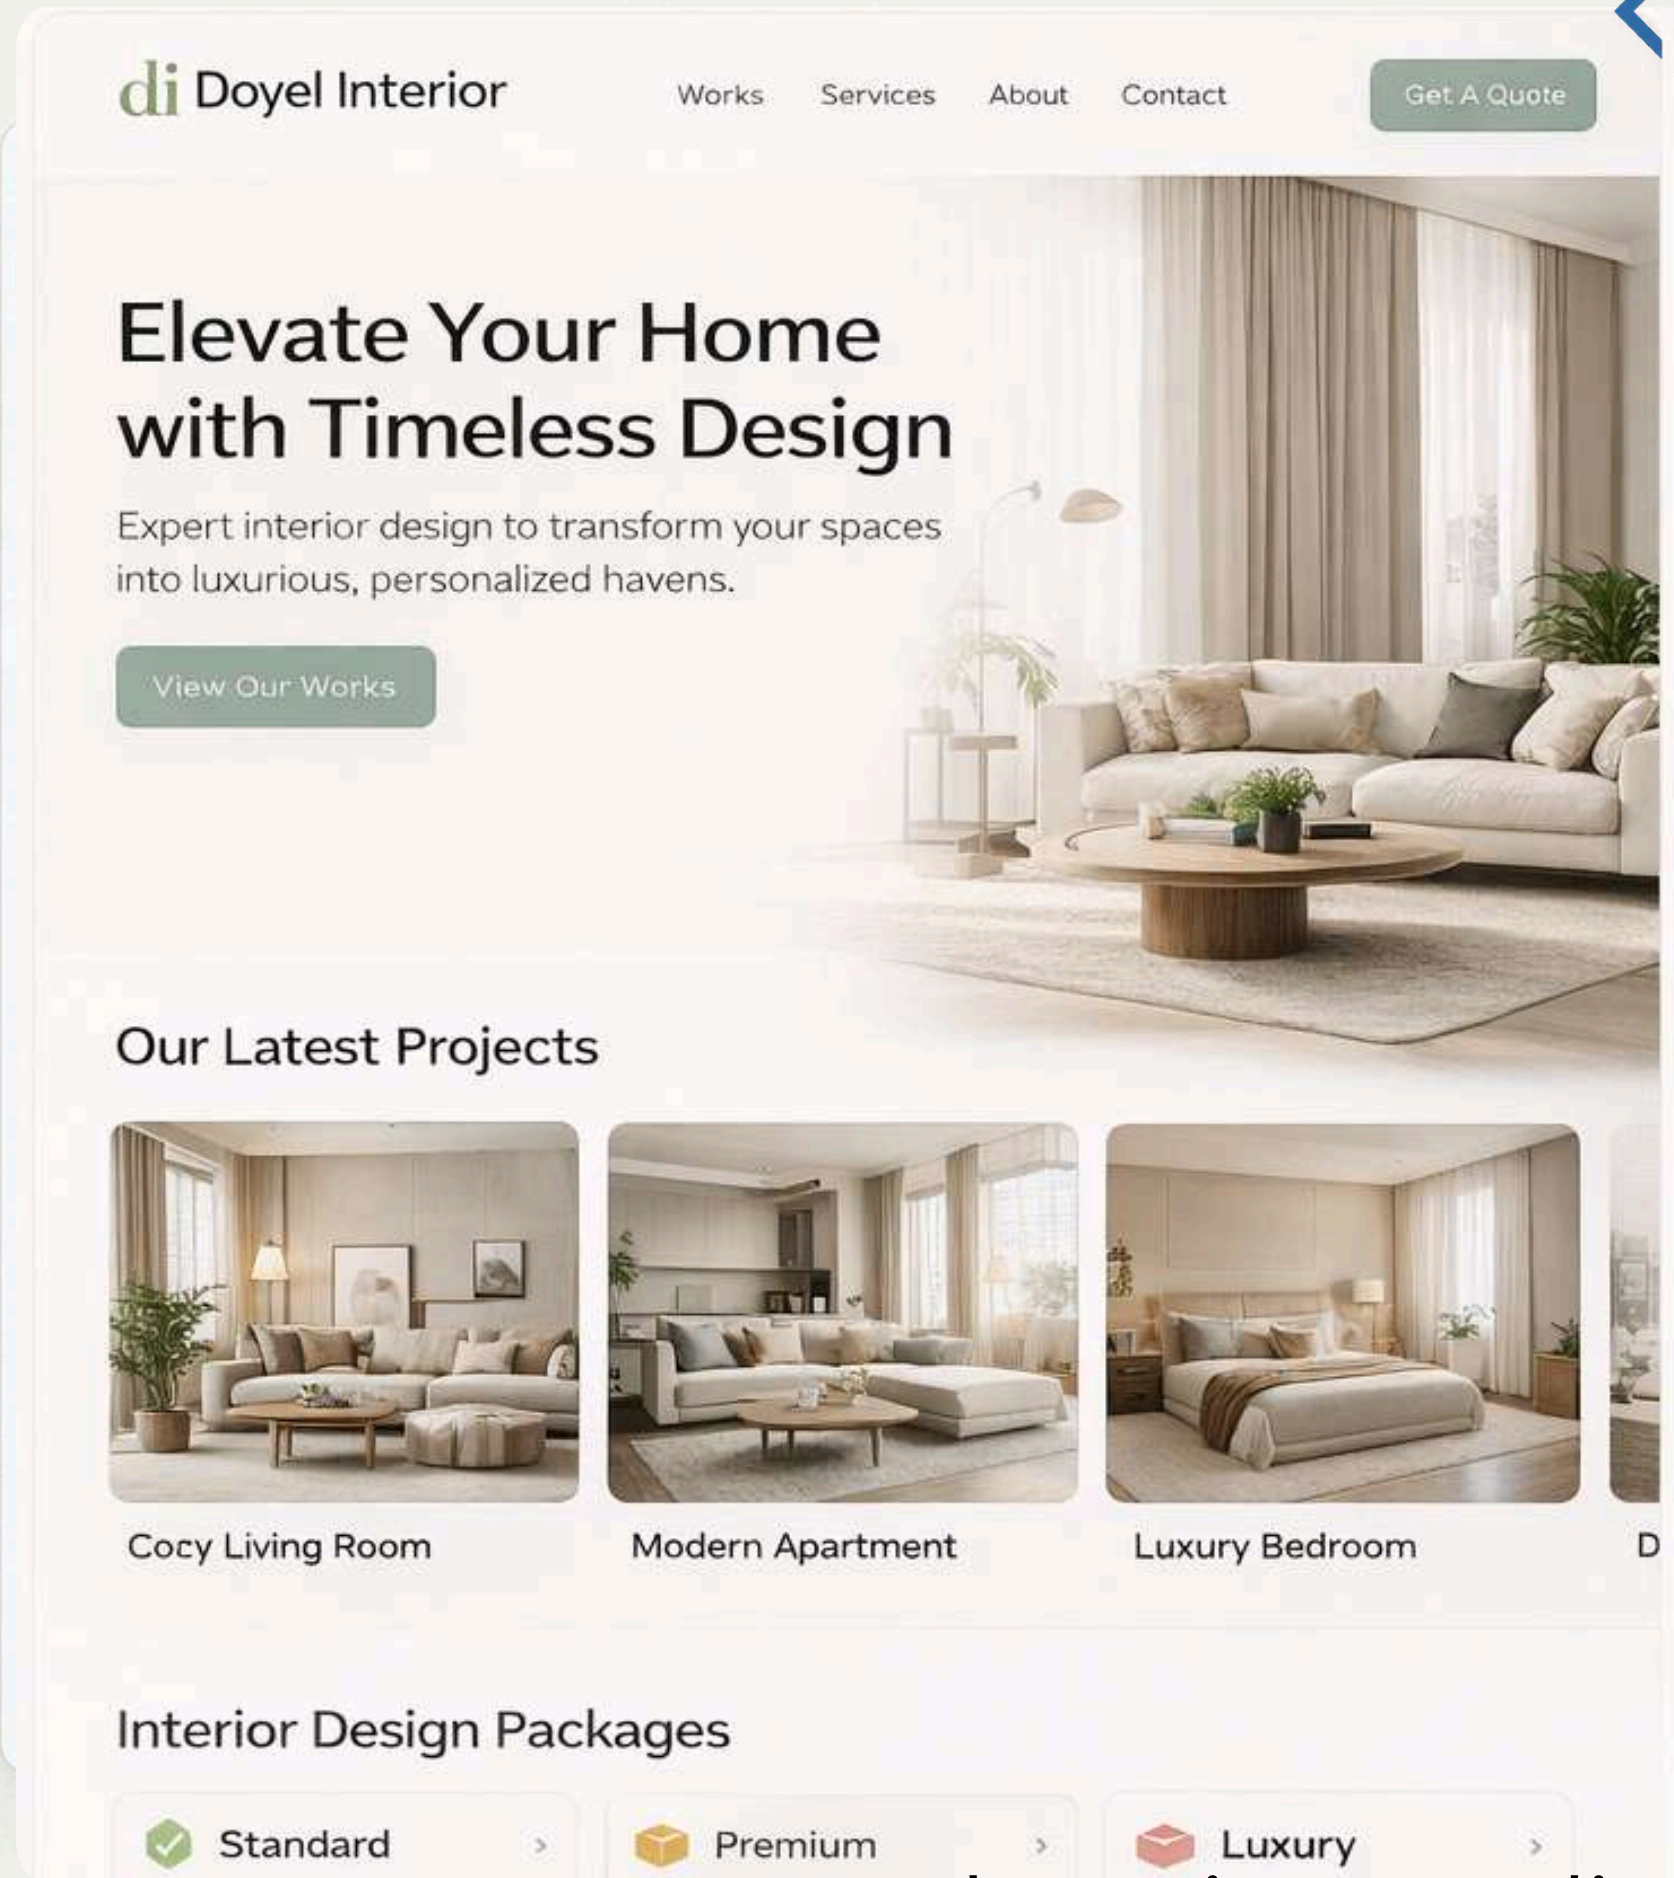 di Doyel Interior
Works Services About Contact Get A Quote
Elevate Your Home
with Timeless Design
Expert interior design to transform your spaces
into luxurious, personalized havens.
View Our Works
Our Latest Projects
Cocy Living Room
Modern Apartment
Luxury Bedroom
D
Interior Design Packages
Standard
Premium
Luxury